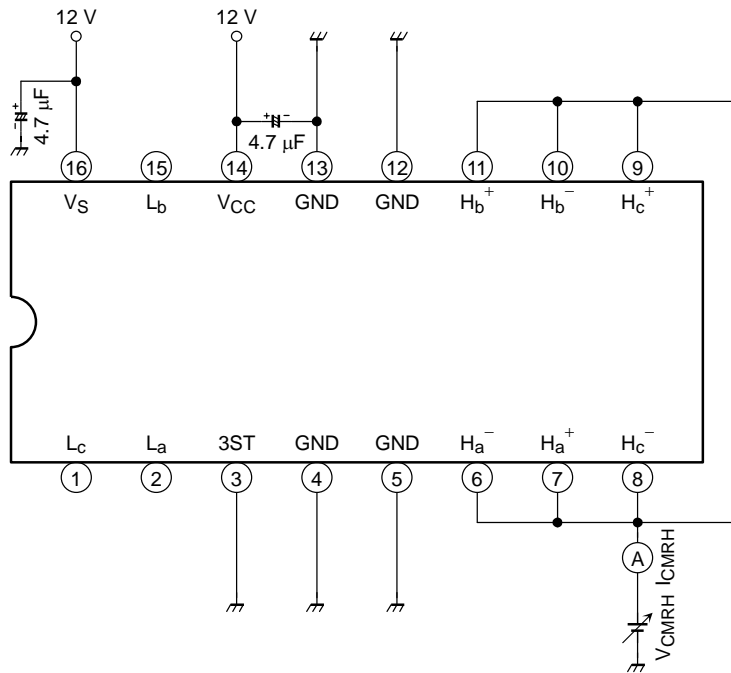 12 V 12 V
4.7 μF
4.7 μF
16 15 14 13 12 11 10 9
VS Lb VCC GND GND Hb+ Hb− Hc+
Lc La 3ST GND GND Ha− Ha+ Hc−
1 2 3 4 5 6 7 8
A
VCMRH ICMRH